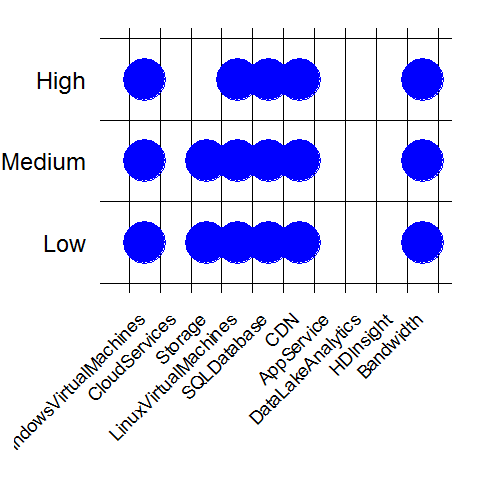 High
Medium
Low
ndowsVirtualMachines
CloudServices
Storage
LinuxVirtualMachines
SQLDatabase
CDN
AppService
DataLakeAnalytics
HDInsight
Bandwidth